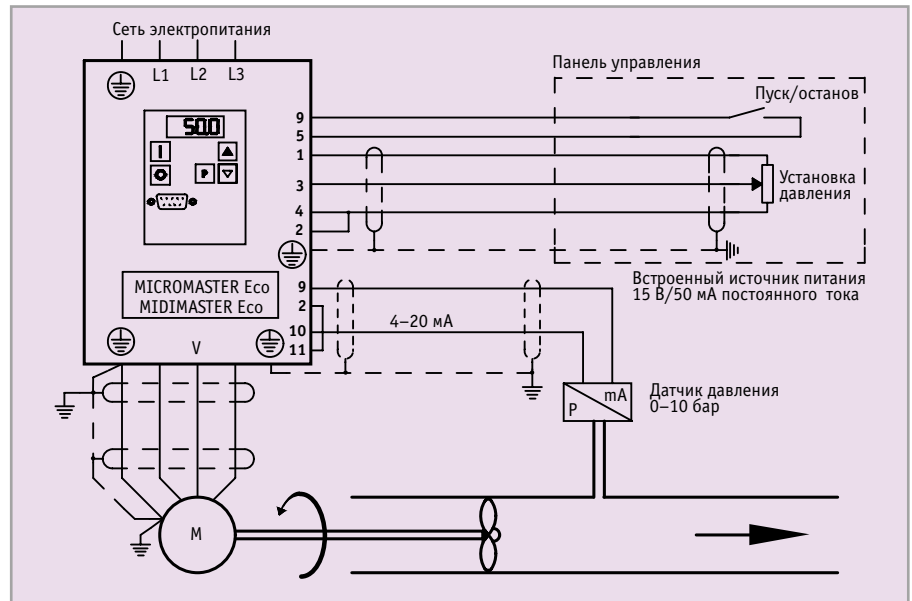 Сеть электропитания
L1 L2 L3
Панель управления
Пуск/останов
50.0
P
9
5
1
3
4
2
Установка
давления
Встроенный источник питания
15 В/50 мА постоянного тока
MICROMASTER Eco
MIDIMASTER Eco
9
2
10
11
4–20 мА
V
mA
P
Датчик давления
0–10 бар
M